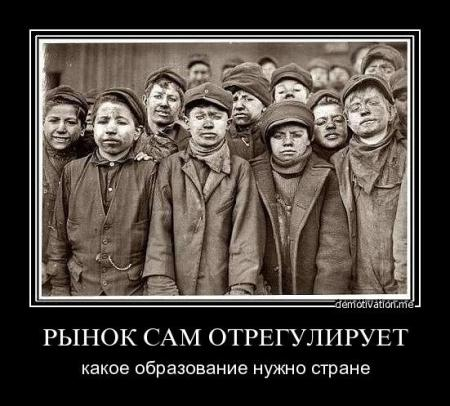 demotivation.me
РЫНОК САМ ОТРЕГУЛИРУЕТ
какое образование нужно стране